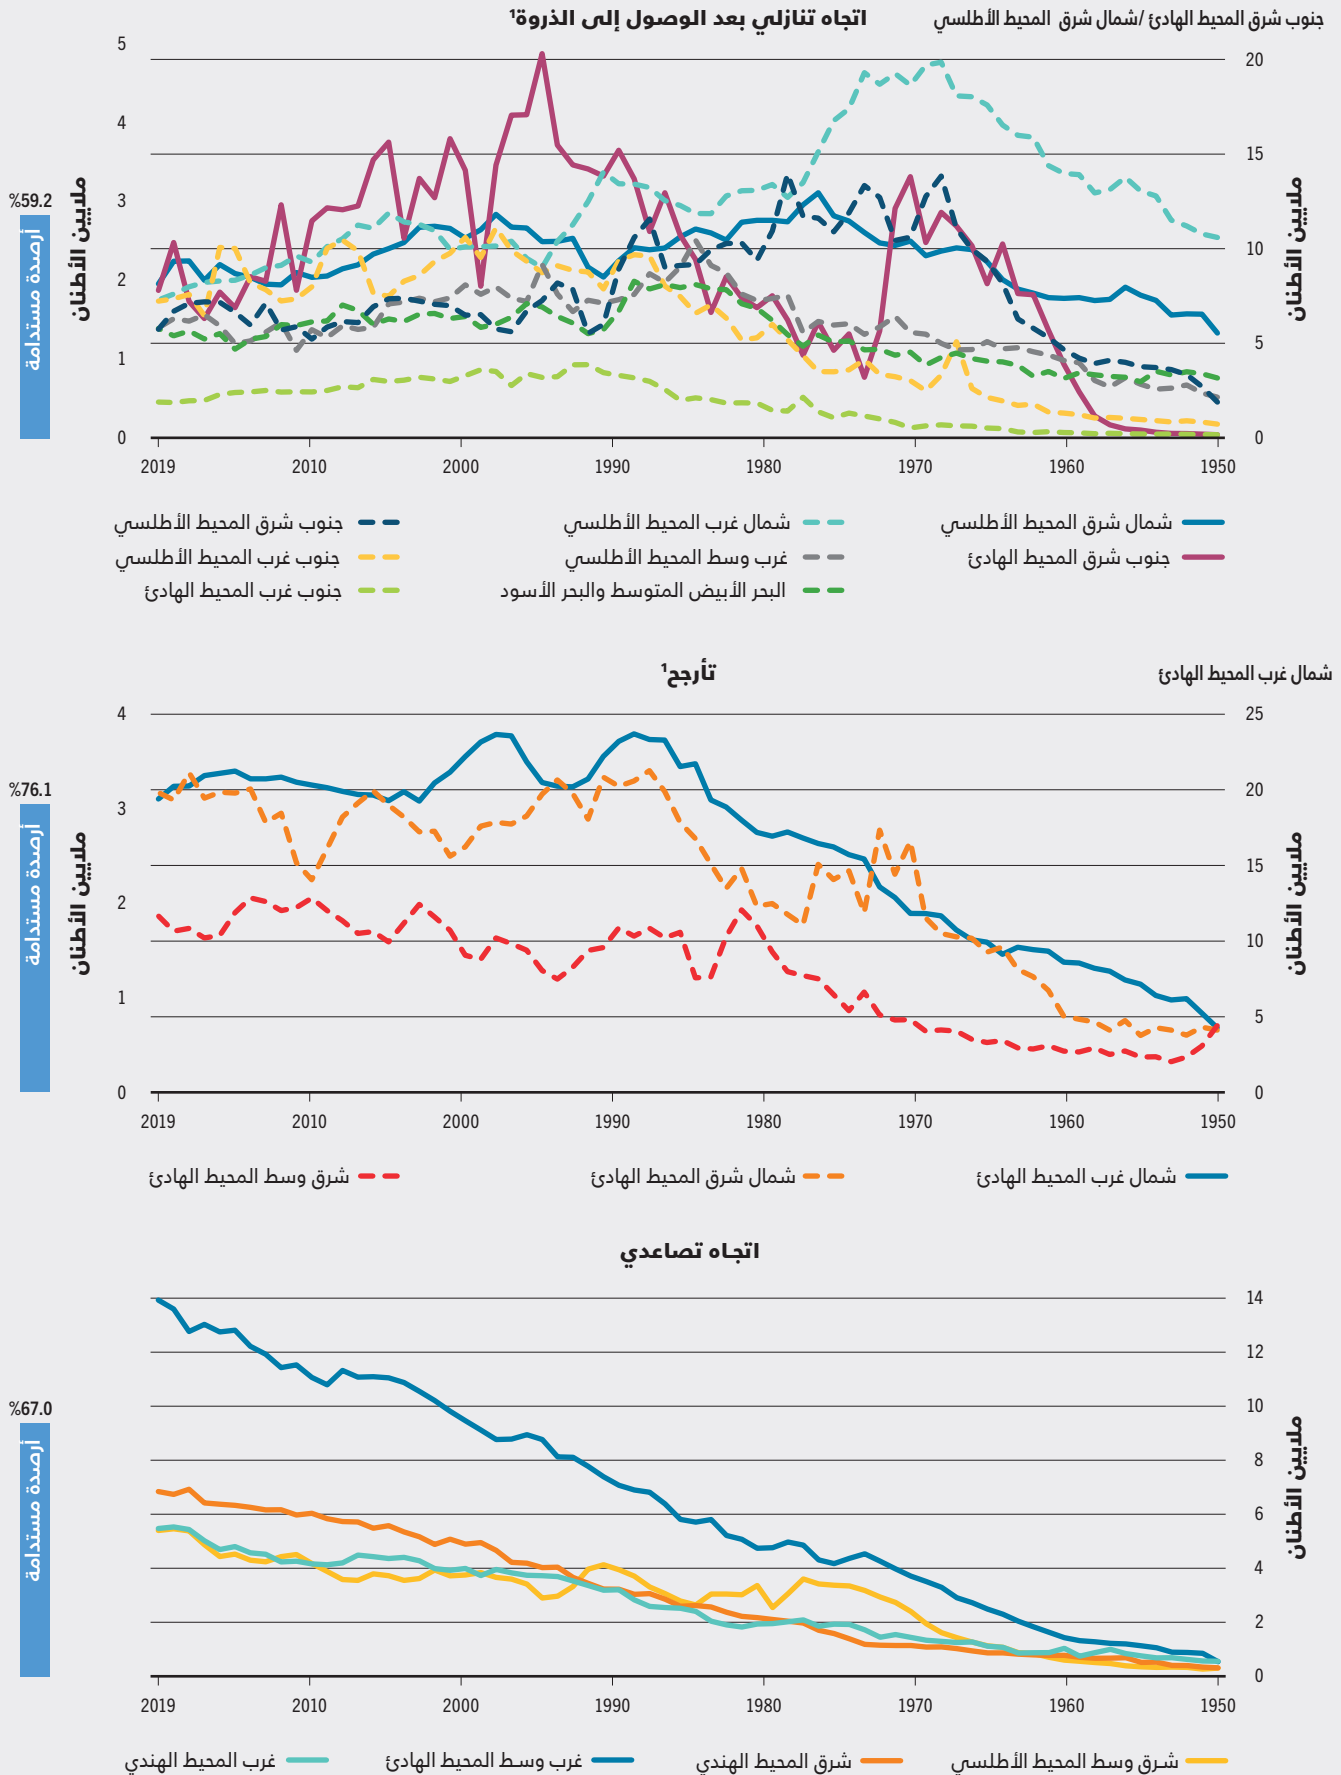 جنوب شرق المحيط الهادئ /شمال شرق المحيط الأطلسي
اتجاه تنازلي بعد الوصول إلى الذروة¹
20
15
10
5
0
ملايين الأطنان
5
4
3
2
1
0
ملايين الأطنان
%59.2
أرصدة مستدامة
2019 2010 2000 1990 1980 1970 1960 1950
شمال شرق المحيط الأطلسي
شمال غرب المحيط الأطلسي
جنوب شرق المحيط الأطلسي
جنوب شرق المحيط الهادئ
غرب وسط المحيط الأطلسي
جنوب غرب المحيط الأطلسي
البحر الأبيض المتوسط والبحر الأسود
جنوب غرب المحيط الهادئ
شمال غرب المحيط الهادئ
تأرجح¹
25
20
15
10
5
0
ملايين الأطنان
4
3
2
1
0
ملايين الأطنان
%76.1
أرصدة مستدامة
2019 2010 2000 1990 1980 1970 1960 1950
شمال غرب المحيط الهادئ
شمال شرق المحيط الهادئ
شرق وسط المحيط الهادئ
اتجاه تصاعدي
14
12
10
8
6
4
2
0
ملايين الأطنان
%67.0
أرصدة مستدامة
2019 2010 2000 1990 1980 1970 1960 1950
شرق وسط المحيط الأطلسي
شرق المحيط الهندي
غرب وسط المحيط الهادئ
غرب المحيط الهندي